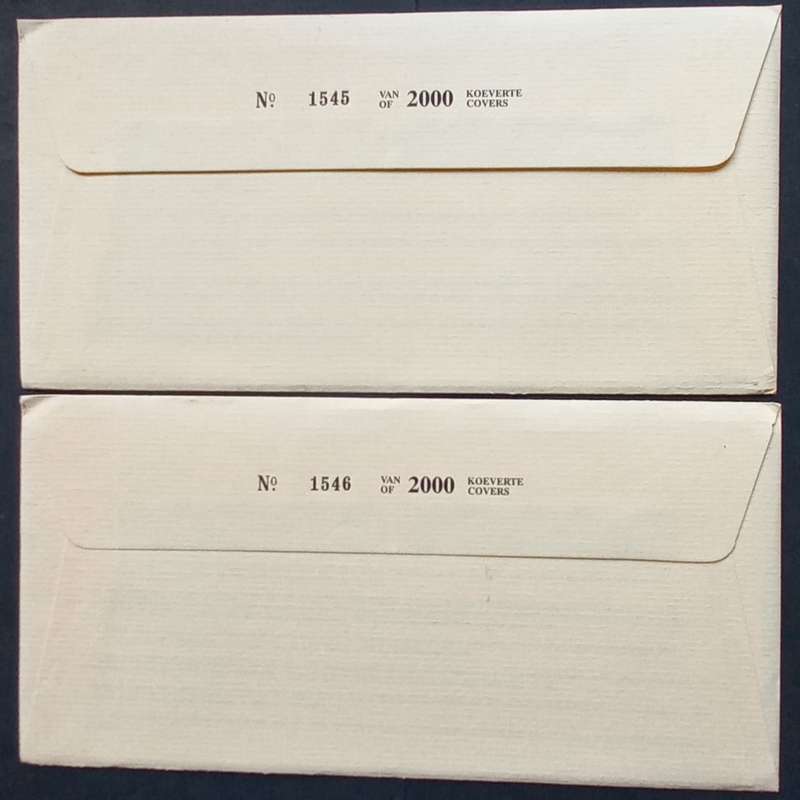 Nº. 1545 VAN OF 2000 KOEVERTE COVERS
Nº. 1546 VAN OF 2000 KOEVERTE COVERS